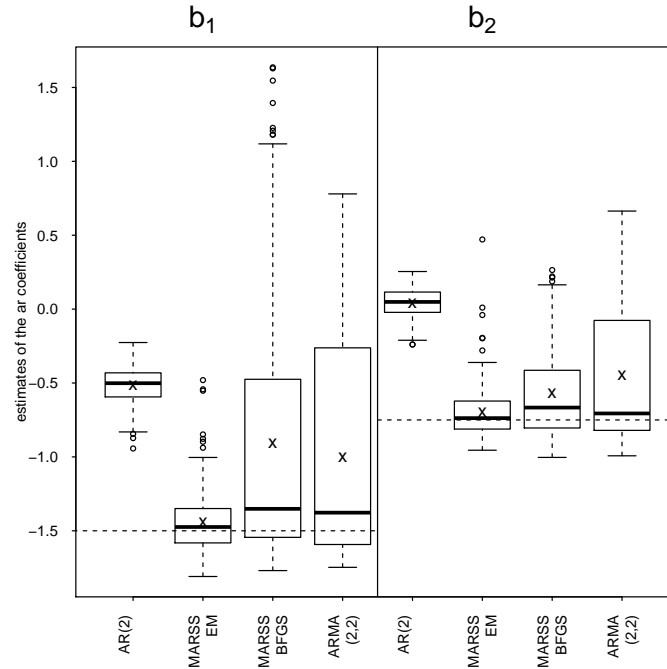 b1 b2
estimates of the ar coefficients
1.5
1.0
0.5
0.0
−0.5
−1.0
−1.5
x x x x x x x x
AR(2)
MARSS
EM
MARSS
BFGS
ARMA
(2,2)
AR(2)
MARSS
EM
MARSS
BFGS
ARMA
(2,2)